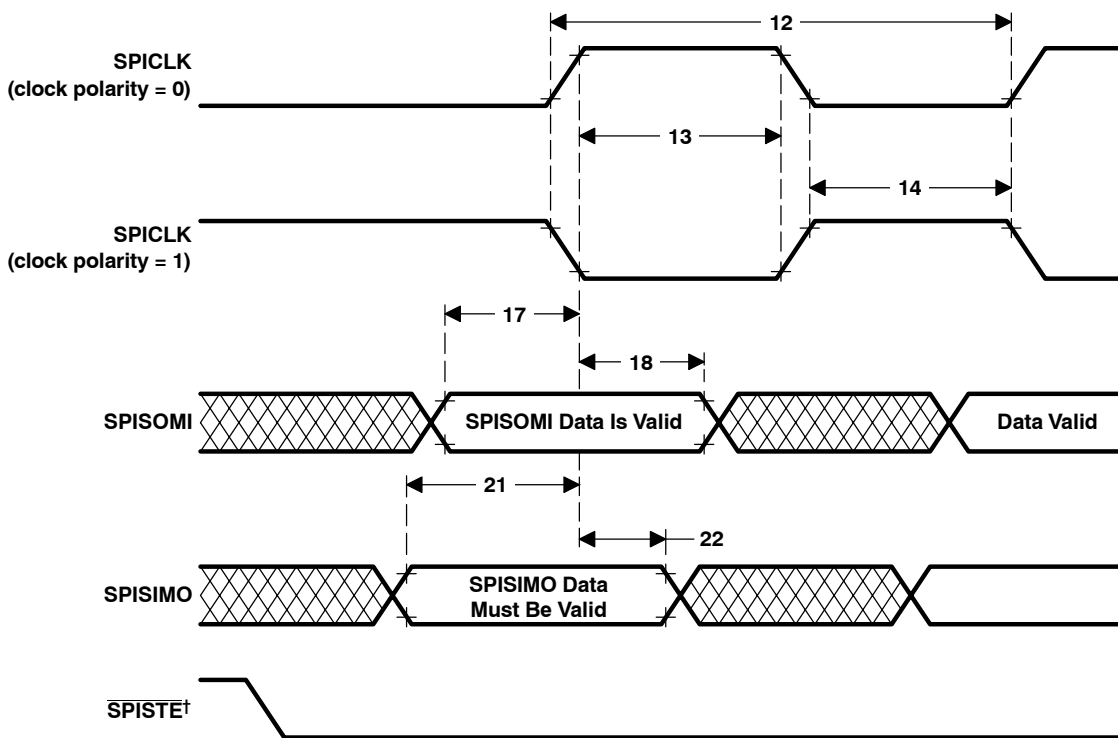 12
SPICLK
(clock polarity = 0)
13
14
SPICLK
(clock polarity = 1)
17
18
SPISOMI
SPISOMI Data Is Valid
Data Valid
21
22
SPISIMO
SPISIMO Data
Must Be Valid
SPISTE†